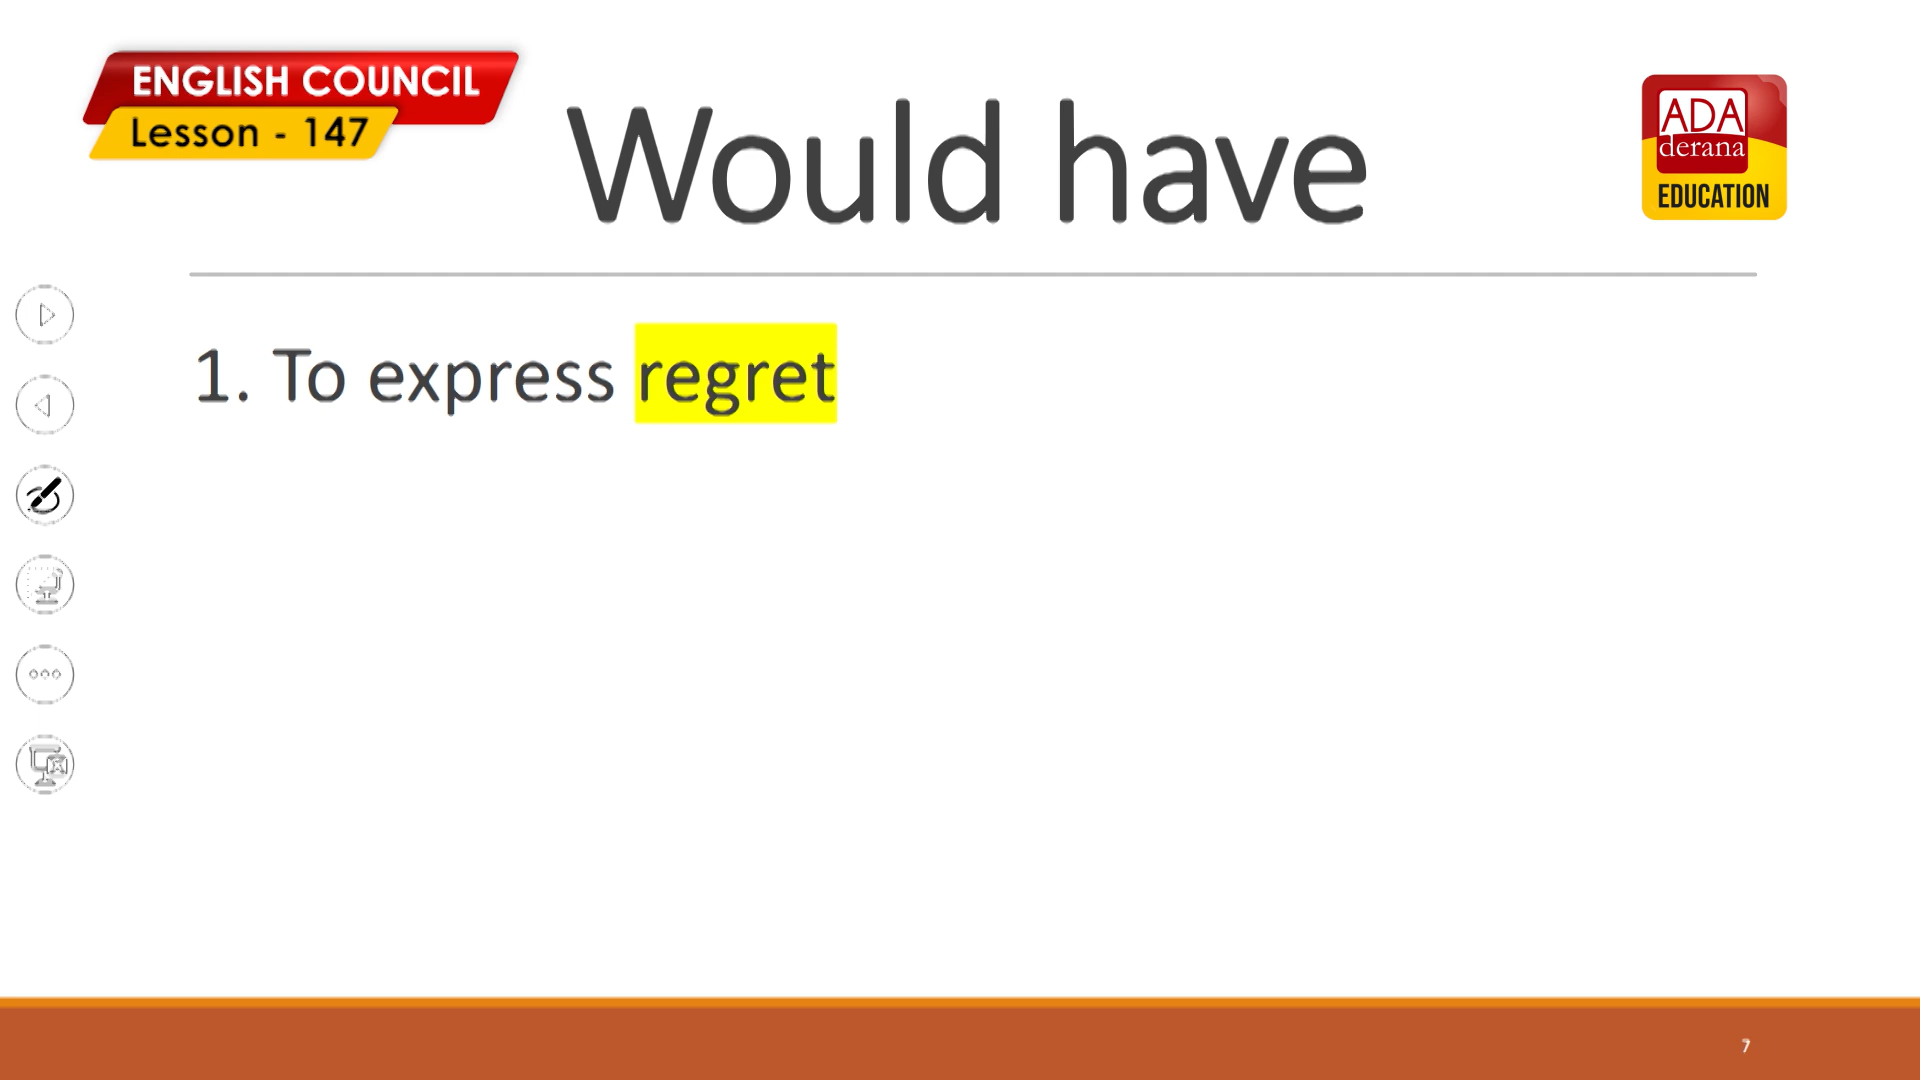 ENGLISH COUNCIL
Lesson - 147
Would have
ADA
derana
EDUCATION
1. To express regret
7